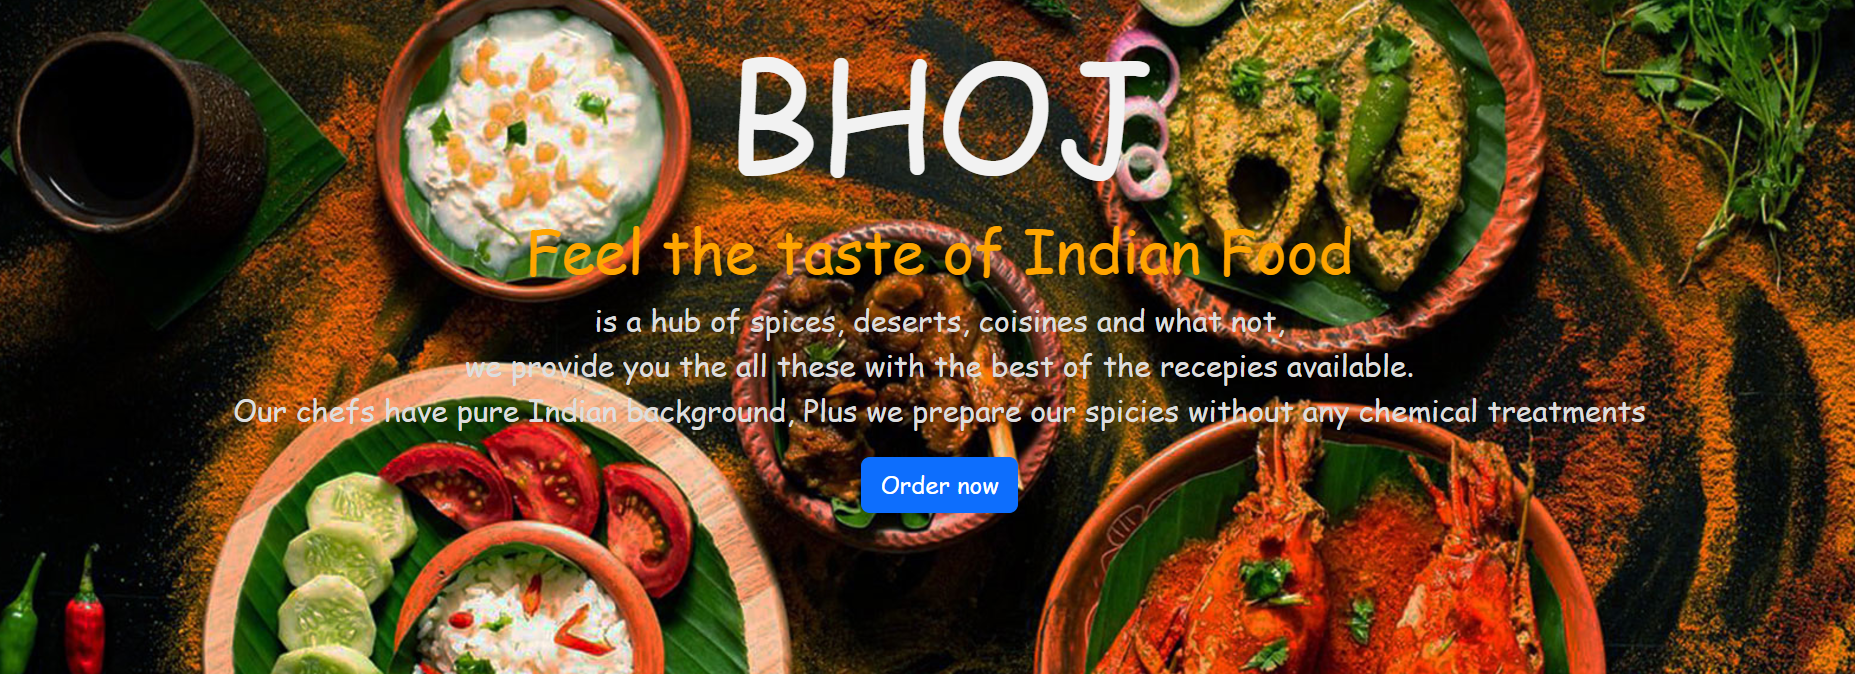 BHOJ
Feel the taste of Indian Food
is a hub of spices, deserts, coisines and what not,
we provide you the all these with the best of the recepies available.
Our chefs have pure Indian background, Plus we prepare our spicies without any chemical treatments
Order now